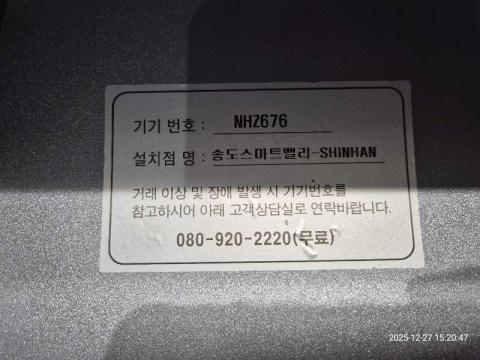 기기 번호 : NHZ676
설치점 명 : 송도스마트밸리-SHINHAN
거래 이상 및 장애 발생 시 기기번호를
참고하시어 아래 고객상담실로 연락바랍니다.
080-920-2220(무료)
2025-12-27 15:20:47